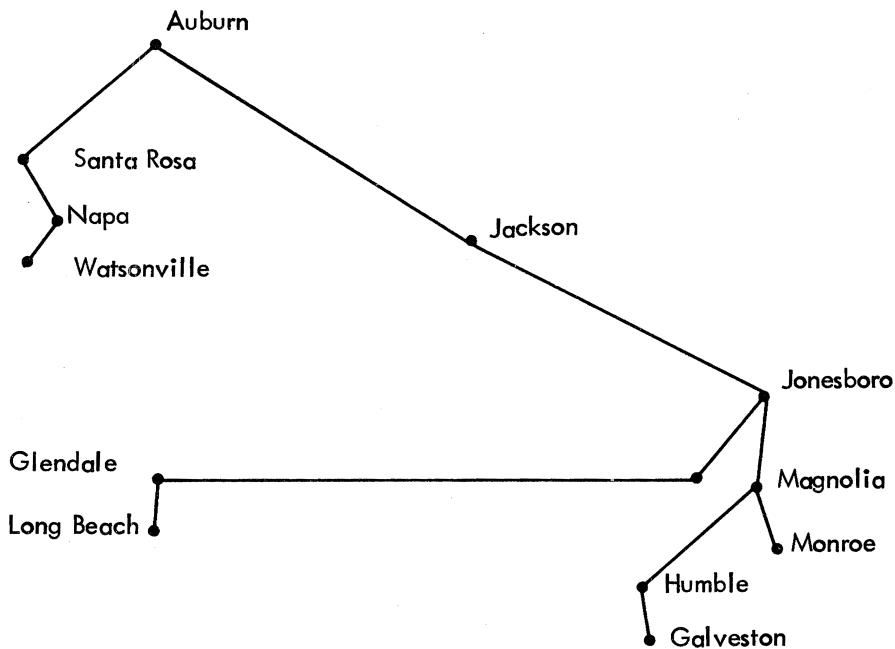 Auburn
Santa Rosa
Napa
Jackson
Watsonville
Jonesboro
Glendale
Magnolia
Long Beach
Monroe
Humble
Galveston